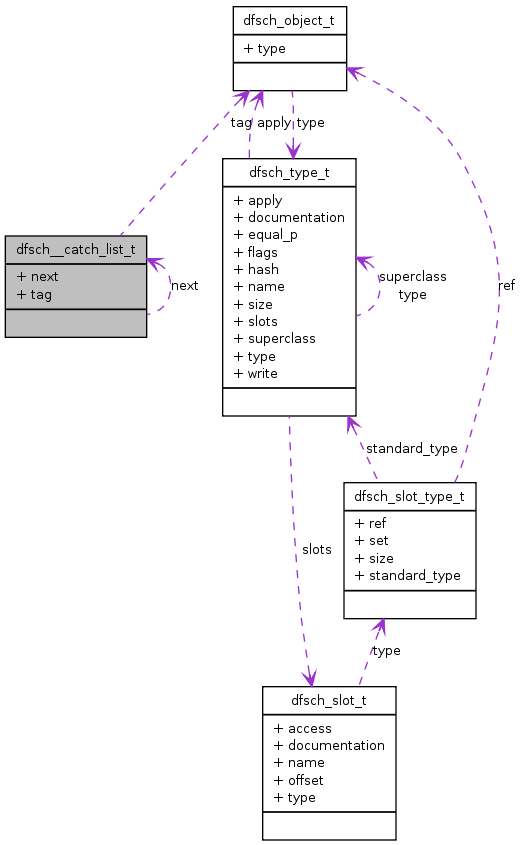 dfsch_object_t
+ type
tag
apply
type
dfsch_type_t
+ apply
+ documentation
+ equal_p
+ flags
+ hash
+ name
+ size
+ slots
+ superclass
+ type
+ write
dfsch__catch_list_t
+ next
+ tag
next
superclass
type
ref
standard_type
dfsch_slot_type_t
+ ref
+ set
+ size
+ standard_type
slots
type
dfsch_slot_t
+ access
+ documentation
+ name
+ offset
+ type